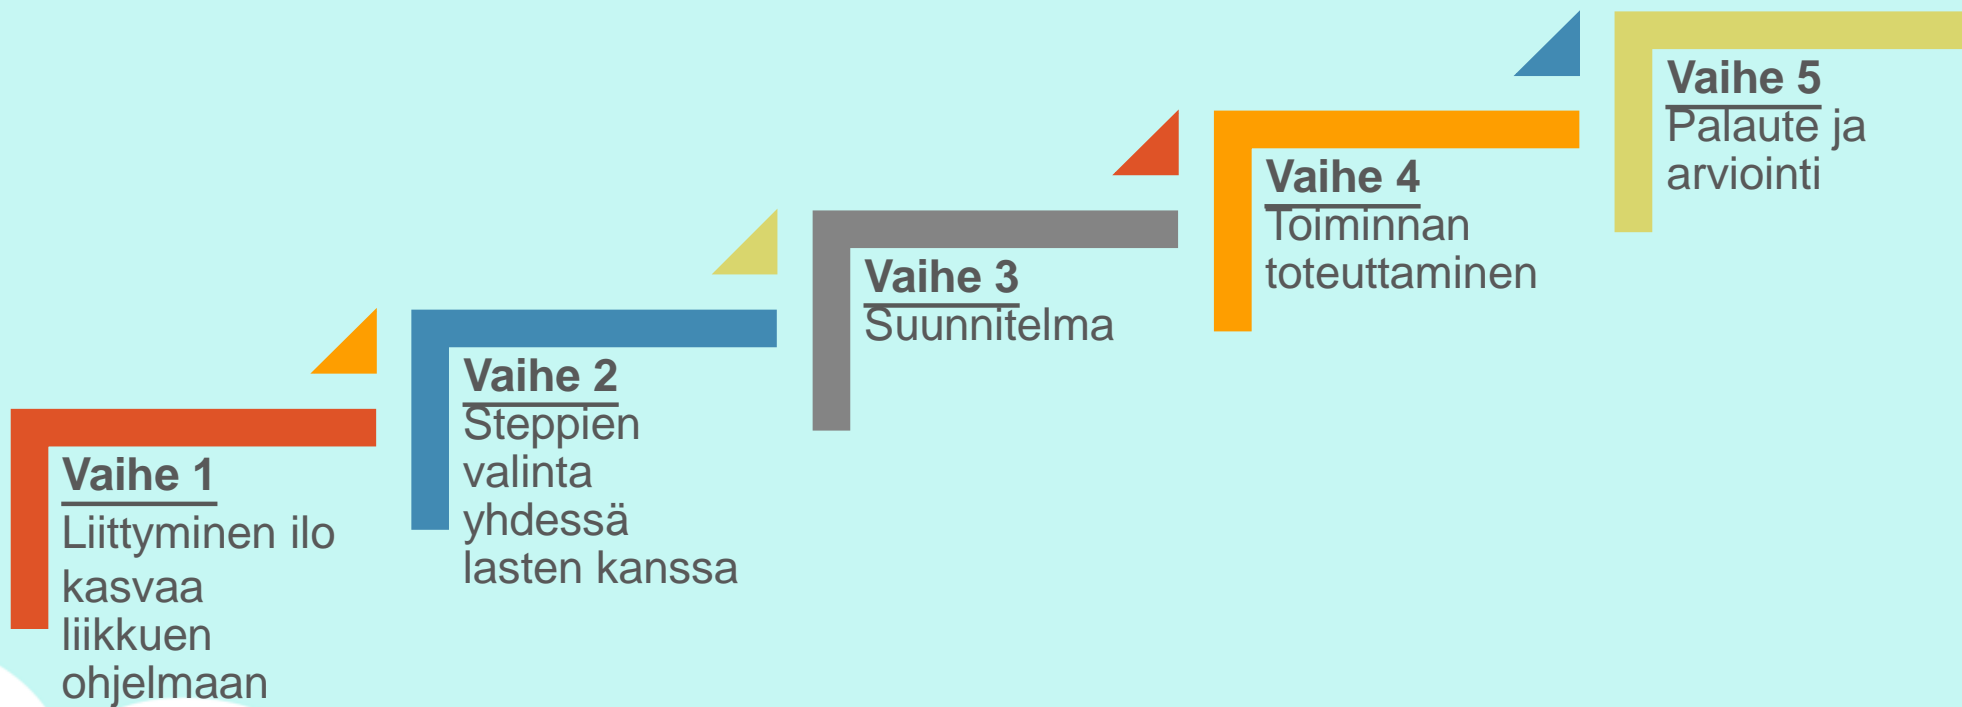 Vaihe 1
Liittyminen ilo
kasvaa
liikkuen
ohjelmaan
Vaihe 2
Steppien
valinta
yhdessä
lasten kanssa
Vaihe 3
Suunnitelma
Vaihe 4
Toiminnan
toteuttaminen
Vaihe 5
Palaute ja
arviointi